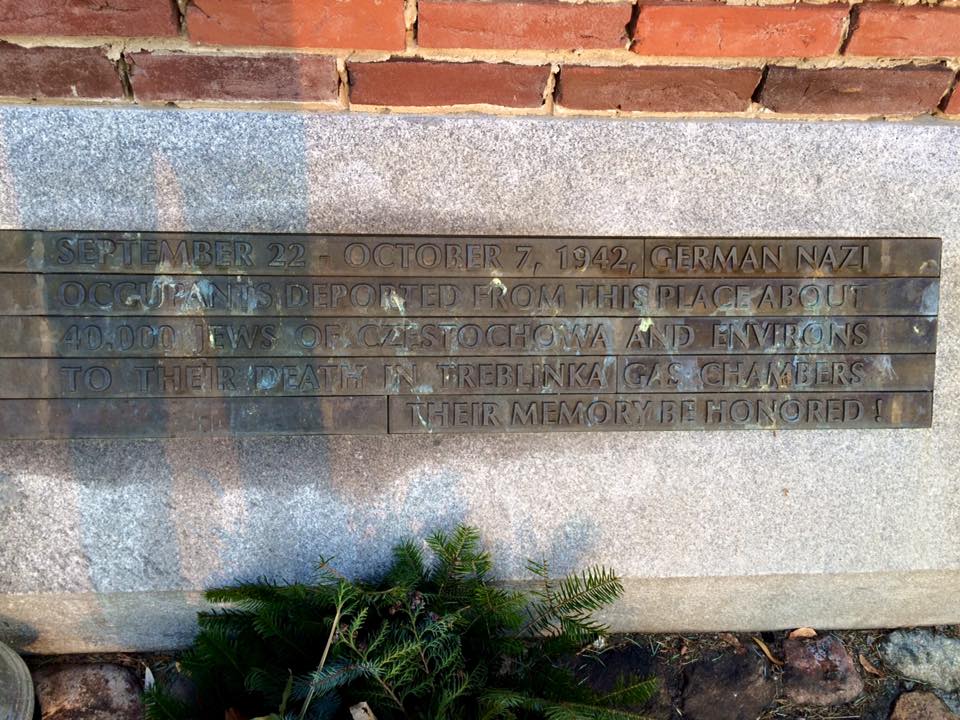 SEPTEMBER 22 - OCTOBER 7, 1942, GERMAN NAZI
OCCUPANTS DEPORTED FROM THIS PLACE ABOUT
40.000 JEWS OF CZESTOCHOWA AND ENVIRONS
TO THEIR DEATH IN TREBLINKA GAS CHAMBERS
THEIR MEMORY BE HONORED !